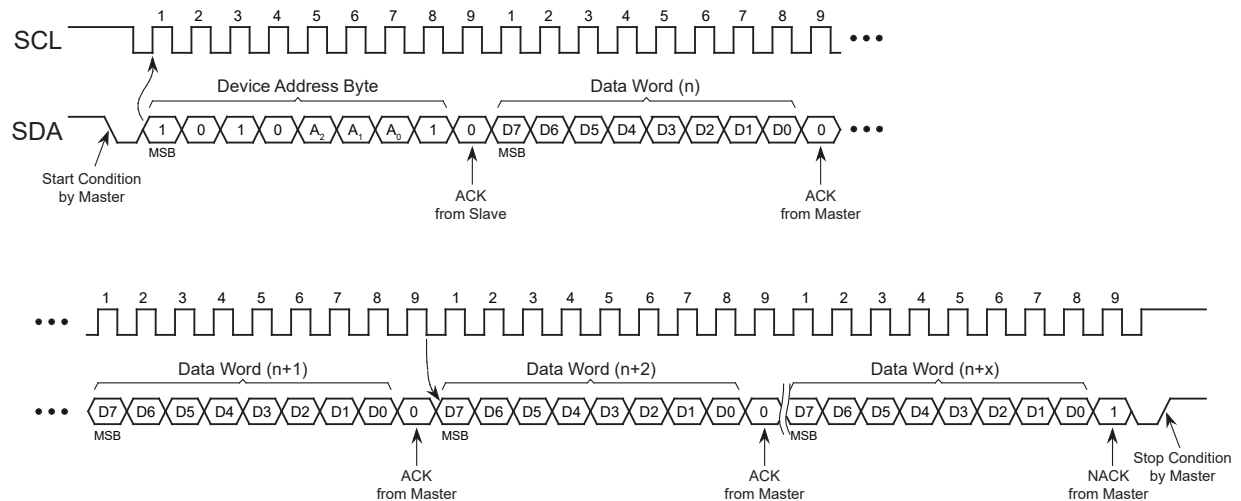 1 2 3 4 5 6 7 8 9 1 2 3 4 5 6 7 8 9
SCL
Device Address Byte Data Word (n)
SDA 1 0 1 0 A2 A1 A0 1 0 D7 D6 D5 D4 D3 D2 D1 D0 0
MSB MSB
Start Condition
by Master
ACK
from Slave
ACK
from Master
1 2 3 4 5 6 7 8 9 1 2 3 4 5 6 7 8 9 1 2 3 4 5 6 7 8 9
Data Word (n+1) Data Word (n+2) Data Word (n+x)
D7 D6 D5 D4 D3 D2 D1 D0 0 D7 D6 D5 D4 D3 D2 D1 D0 0 D7 D6 D5 D4 D3 D2 D1 D0 1
MSB MSB MSB
ACK
from Master
ACK
from Master
NACK
from Master
Stop Condition
by Master